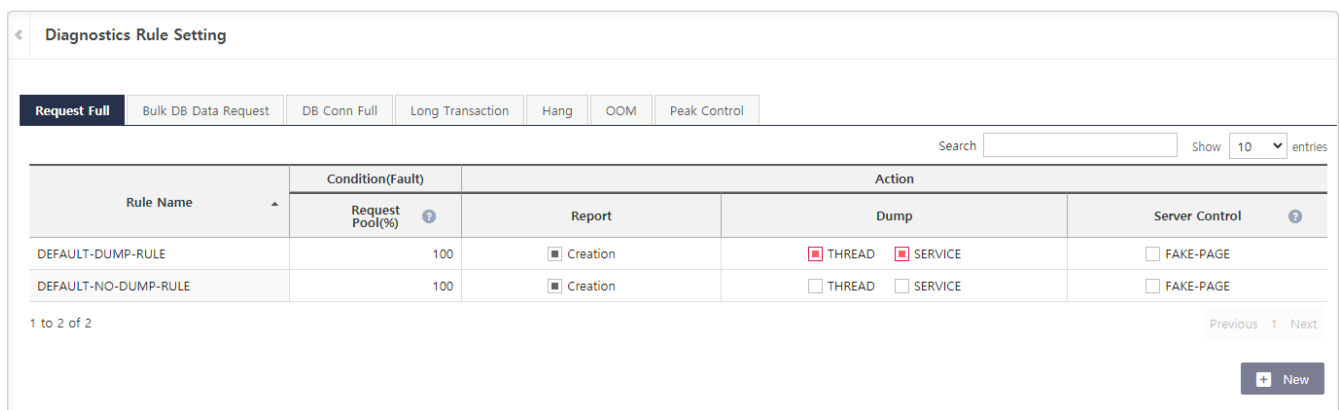 Diagnostics Rule Setting
Request Full Bulk DB Data Request DB Conn Full Long Transaction Hang OOM Peak Control
Search Show 10 entries
Rule Name Condition(Fault) Action
Request Pool(%) ? Report Dump Server Control ?
DEFAULT-DUMP-RULE 100 Creation THREAD SERVICE FAKE-PAGE
DEFAULT-NO-DUMP-RULE 100 Creation THREAD SERVICE FAKE-PAGE
1 to 2 of 2 Previous 1 Next
+ New